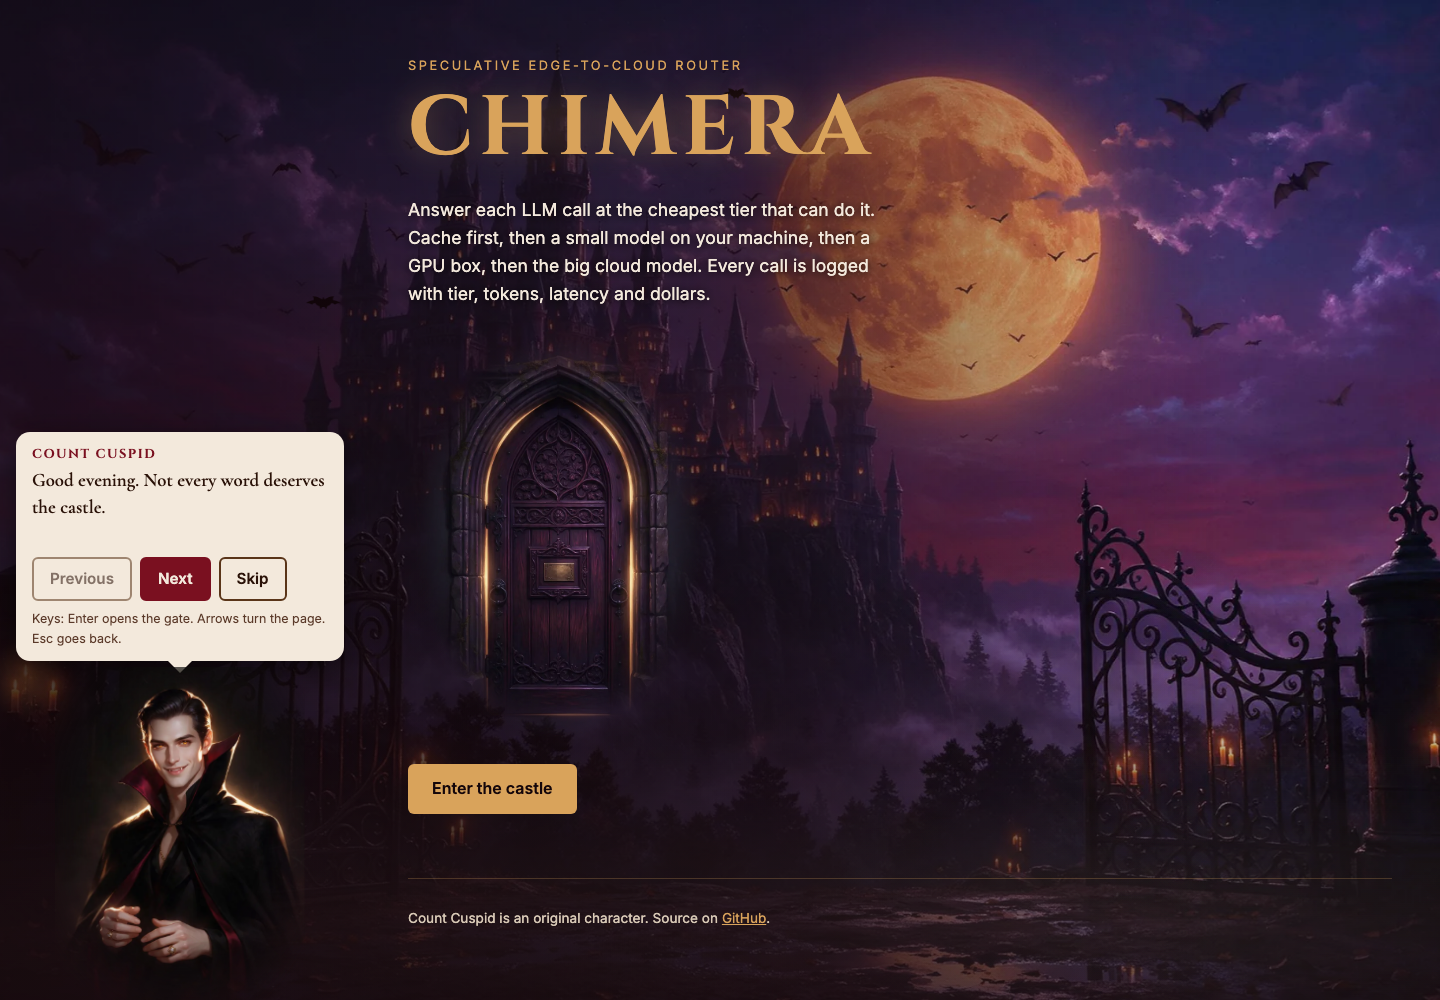 SPECULATIVE EDGE-TO-CLOUD ROUTER
CHIMERA
Answer each LLM call at the cheapest tier that can do it.
Cache first, then a small model on your machine, then a
GPU box, then the big cloud model. Every call is logged
with tier, tokens, latency and dollars.
COUNT CUSPID
Good evening. Not every word deserves
the castle.
Previous
Next
Skip
Keys: Enter opens the gate. Arrows turn the page.
Esc goes back.
Enter the castle
Count Cuspid is an original character. Source on GitHub.